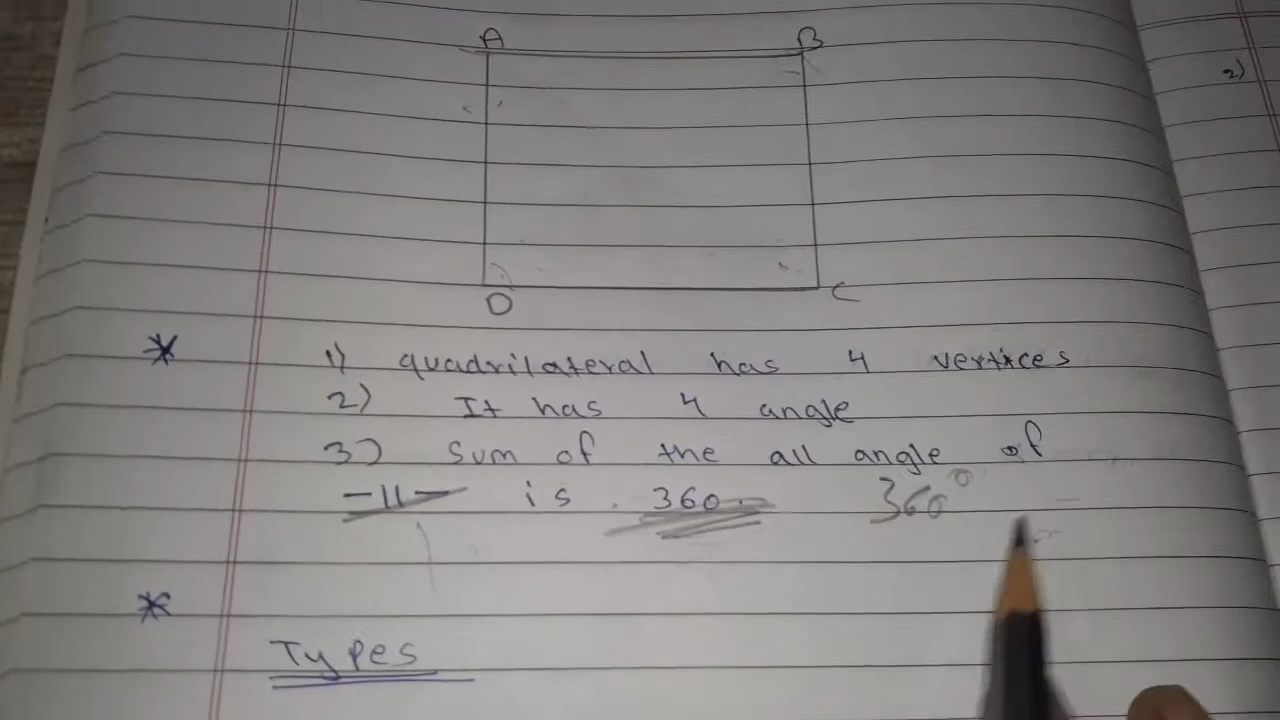 A B
2)
D C
* 1) quadrilateral has 4 vertices
2) It has 4 angle
3) Sum of the all angle of
-11- is 360. 360°
*
Types